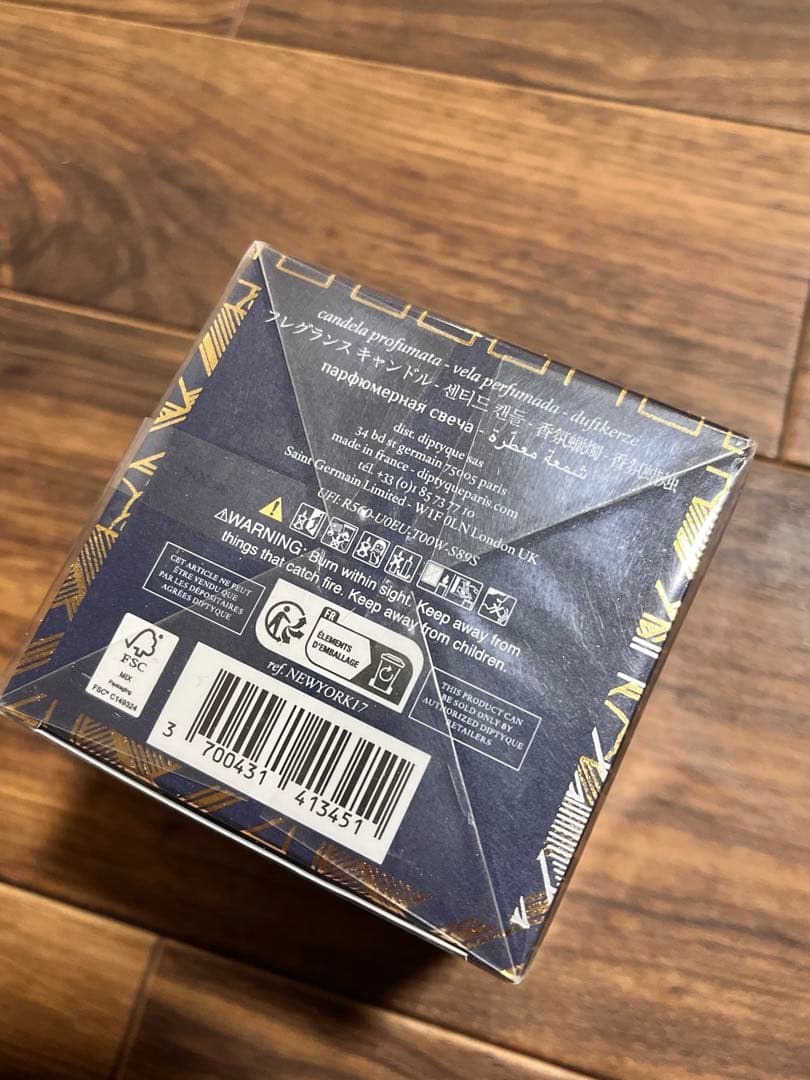 candela profumata - vela perfumada - duftkerze
フレグランス キャンドル - 센티드 캔들 - 香氛蠟燭 - 香氛蜡烛
парфюмерная свеча - شمعة معطّرة
dist. diptyque sas
34 bd st germain 75005 paris
made in france - diptyqueparis.com
tél. +33 (0)1 85 73 77 10
Saint Germain Limited - W1F 0LN London UK
UFI: RS60-U0EU-T00W-S89S
⚠WARNING: Burn within sight. Keep away from
things that catch fire. Keep away from children.
CET ARTICLE NE PEUT
ÊTRE VENDU QUE
PAR LES DÉPOSITAIRES
AGRÉÉS DIPTYQUE
FR
ÉLÉMENTS
D'EMBALLAGE
FSC
MIX
Packaging
FSC® C149324
ref. NEWYORK17
THIS PRODUCT CAN
BE SOLD ONLY BY
AUTHORIZED DIPTYQUE
RETAILERS
3 700431 413451